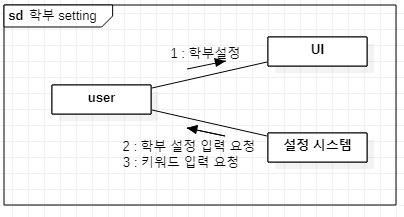 sd 학부 setting
1 : 학부설정
UI
user
2 : 학부 설정 입력 요청
3 : 키워드 입력 요청
설정 시스템